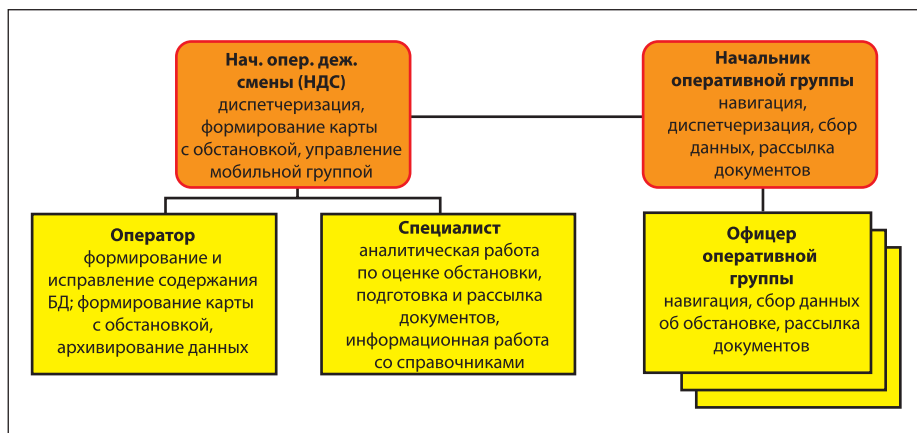 Нач. опер. деж.
смены (НДС)
диспетчеризация,
формирование карты
с обстановкой, управление
мобильной группой
Начальник
оперативной группы
навигация,
диспетчеризация, сбор
данных, рассылка
документов
Оператор
формирование и
исправление содержания
БД; формирование карты
с обстановкой,
архивирование данных
Специалист
аналитическая работа
по оценке обстановки,
подготовка и рассылка
документов,
информационная работа
со справочниками
Офицер
оперативной
группы
навигация, сбор данных
об обстановке, рассылка
документов